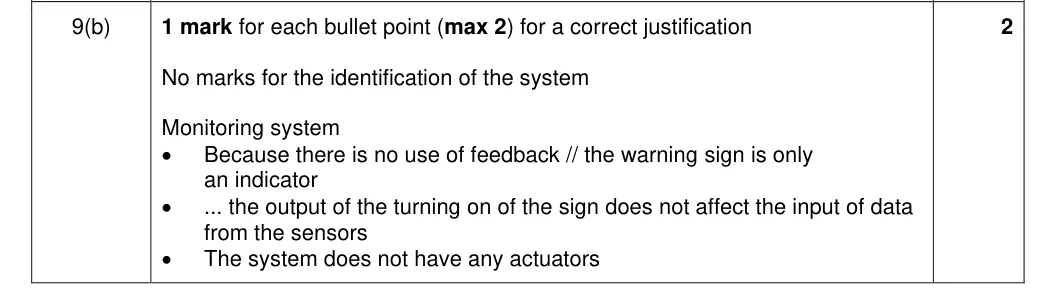 9(b) 1 mark for each bullet point (max 2) for a correct justification 2
No marks for the identification of the system
Monitoring system
• Because there is no use of feedback // the warning sign is only
an indicator
• ... the output of the turning on of the sign does not affect the input of data
from the sensors
• The system does not have any actuators